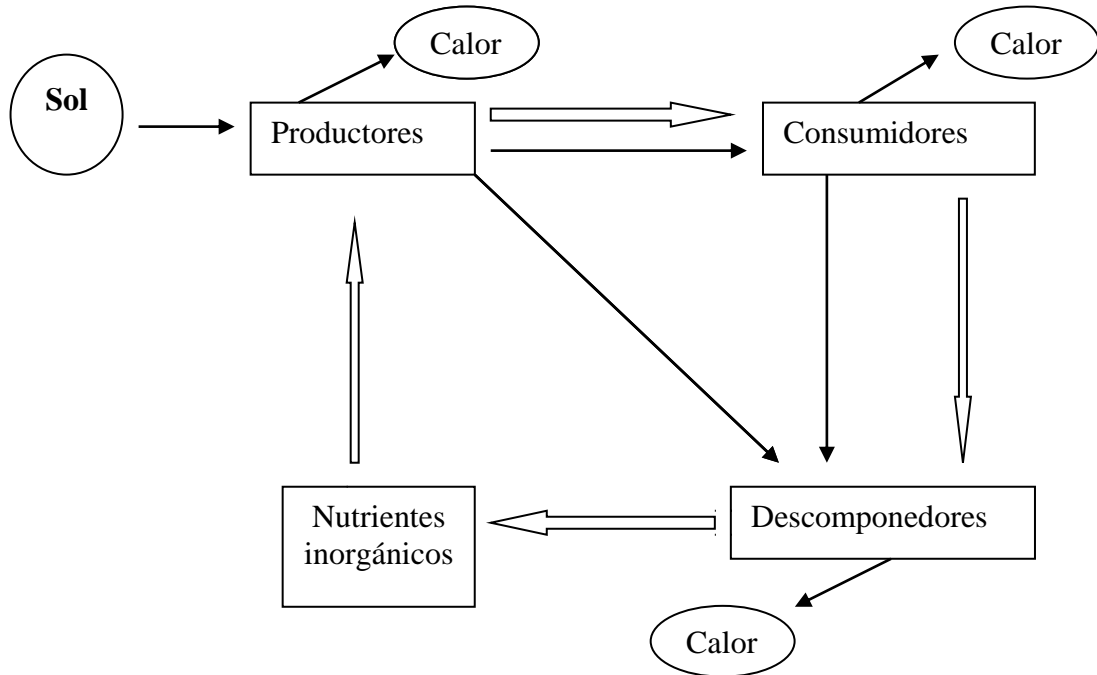 Calor
Calor
Sol
Productores
Consumidores
Nutrientes
inorgánicos
Descomponedores
Calor